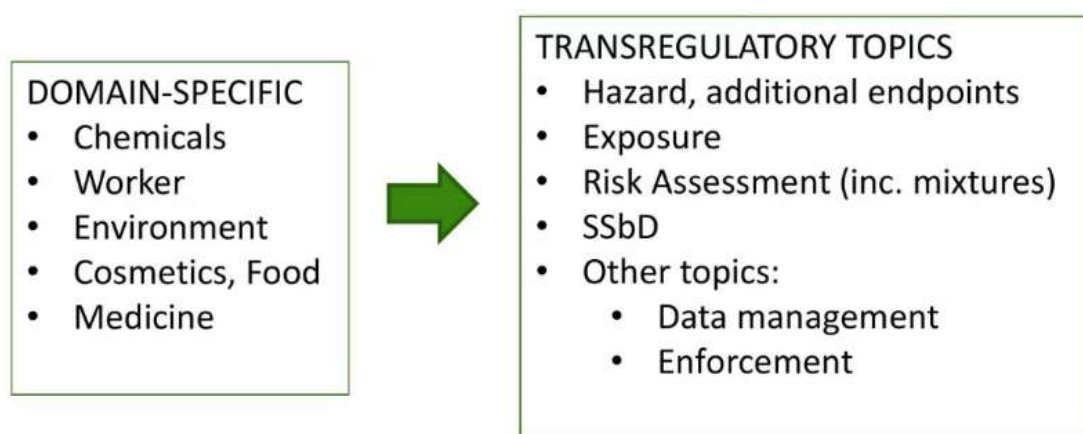 DOMAIN-SPECIFIC
• Chemicals
• Worker
• Environment
• Cosmetics, Food
• Medicine
TRANSREGULATORY TOPICS
• Hazard, additional endpoints
• Exposure
• Risk Assessment (inc. mixtures)
• SSbD
• Other topics:
• Data management
• Enforcement